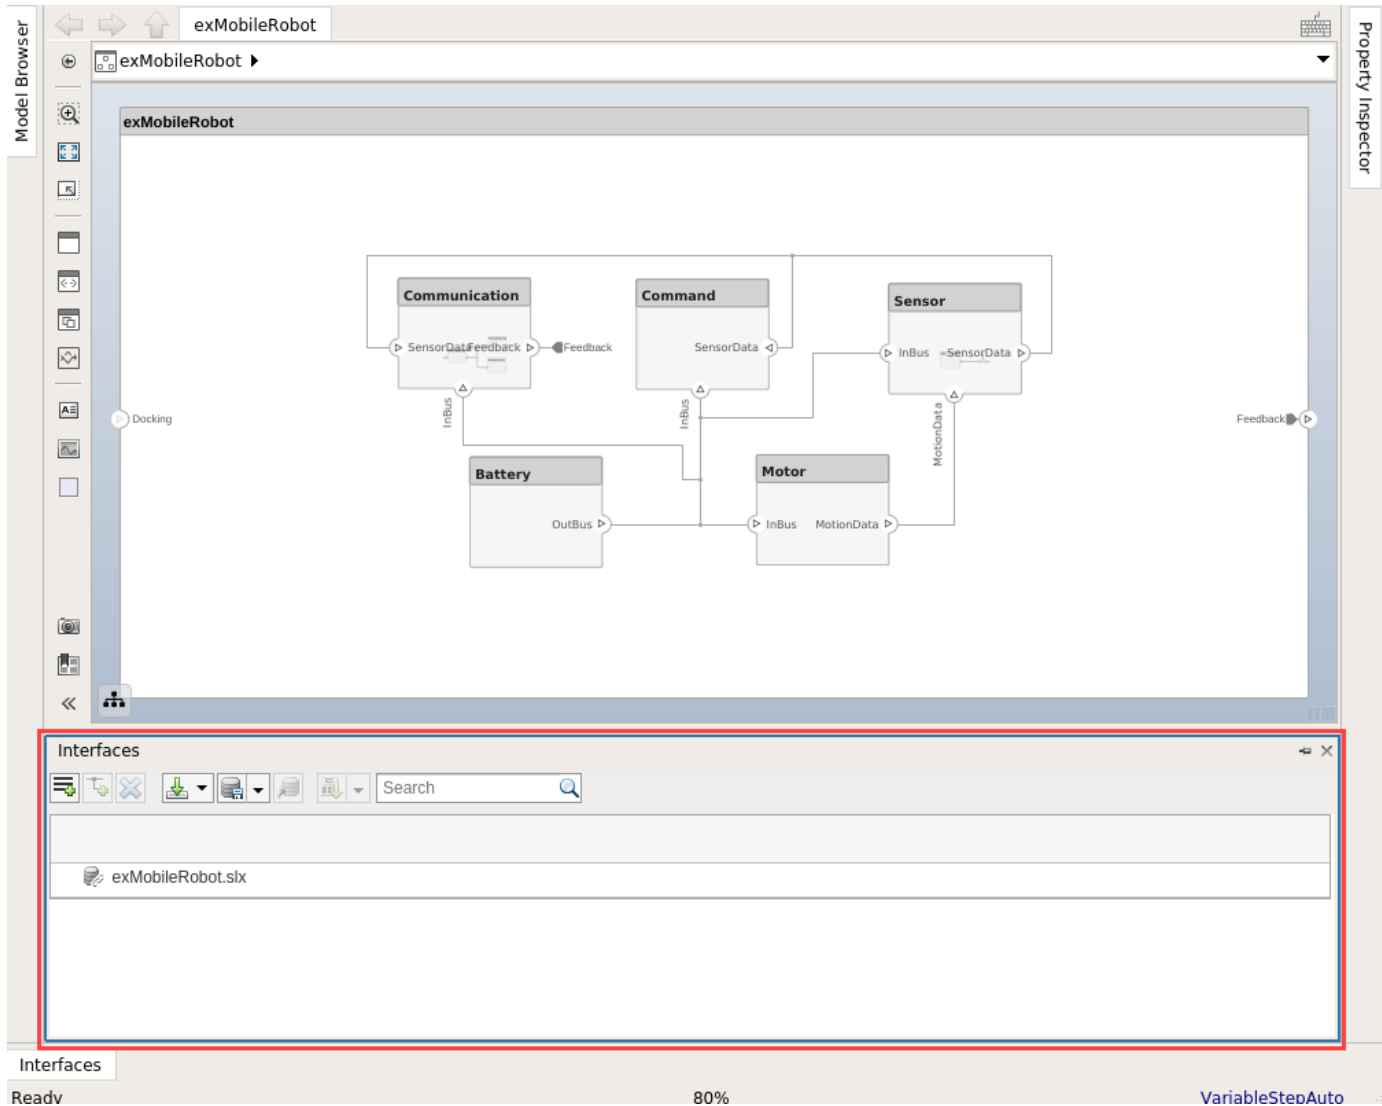 Model Browser
exMobileRobot
exMobileRobot
Property Inspector
exMobileRobot
Communication
Command
Sensor
SensorData Feedback
Feedback
SensorData
InBus SensorData
InBus
InBus
MotionData
Docking
Feedback
Battery
Motor
OutBus
InBus MotionData
Interfaces
Search
exMobileRobot.slx
Interfaces
Ready 80% VariableStepAuto